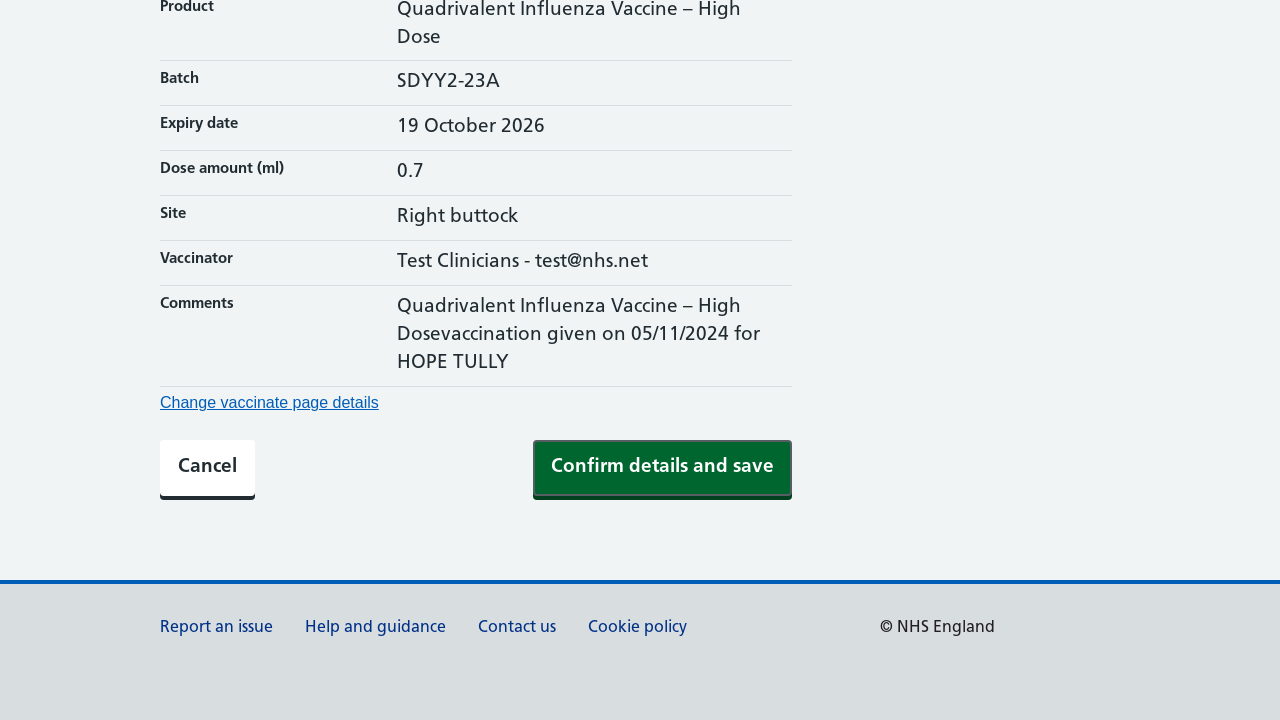 Product
Quadrivalent Influenza Vaccine – High
Dose
Batch
SDYY2-23A
Expiry date
19 October 2026
Dose amount (ml)
0.7
Site
Right buttock
Vaccinator
Test Clinicians - test@nhs.net
Comments
Quadrivalent Influenza Vaccine – High
Dosevaccination given on 05/11/2024 for
HOPE TULLY
Change vaccinate page details
Cancel
Confirm details and save
Report an issue
Help and guidance
Contact us
Cookie policy
© NHS England